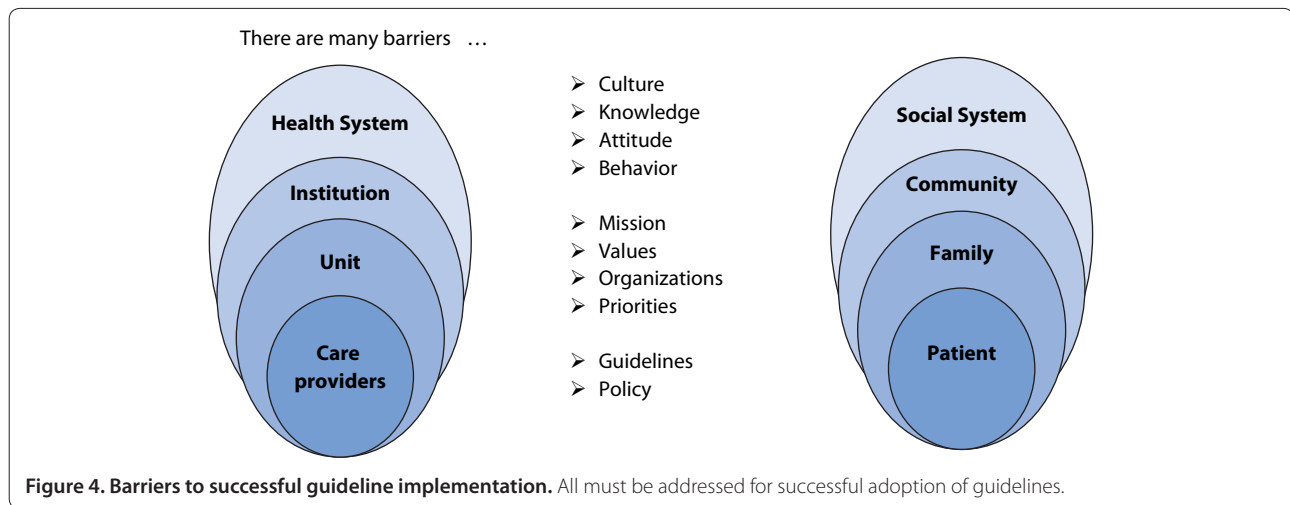 There are many barriers …
Health System
Institution
Unit
Care
providers
➢ Culture
➢ Knowledge
➢ Attitude
➢ Behavior
➢ Mission
➢ Values
➢ Organizations
➢ Priorities
➢ Guidelines
➢ Policy
Social System
Community
Family
Patient
Figure 4. Barriers to successful guideline implementation. All must be addressed for successful adoption of guidelines.